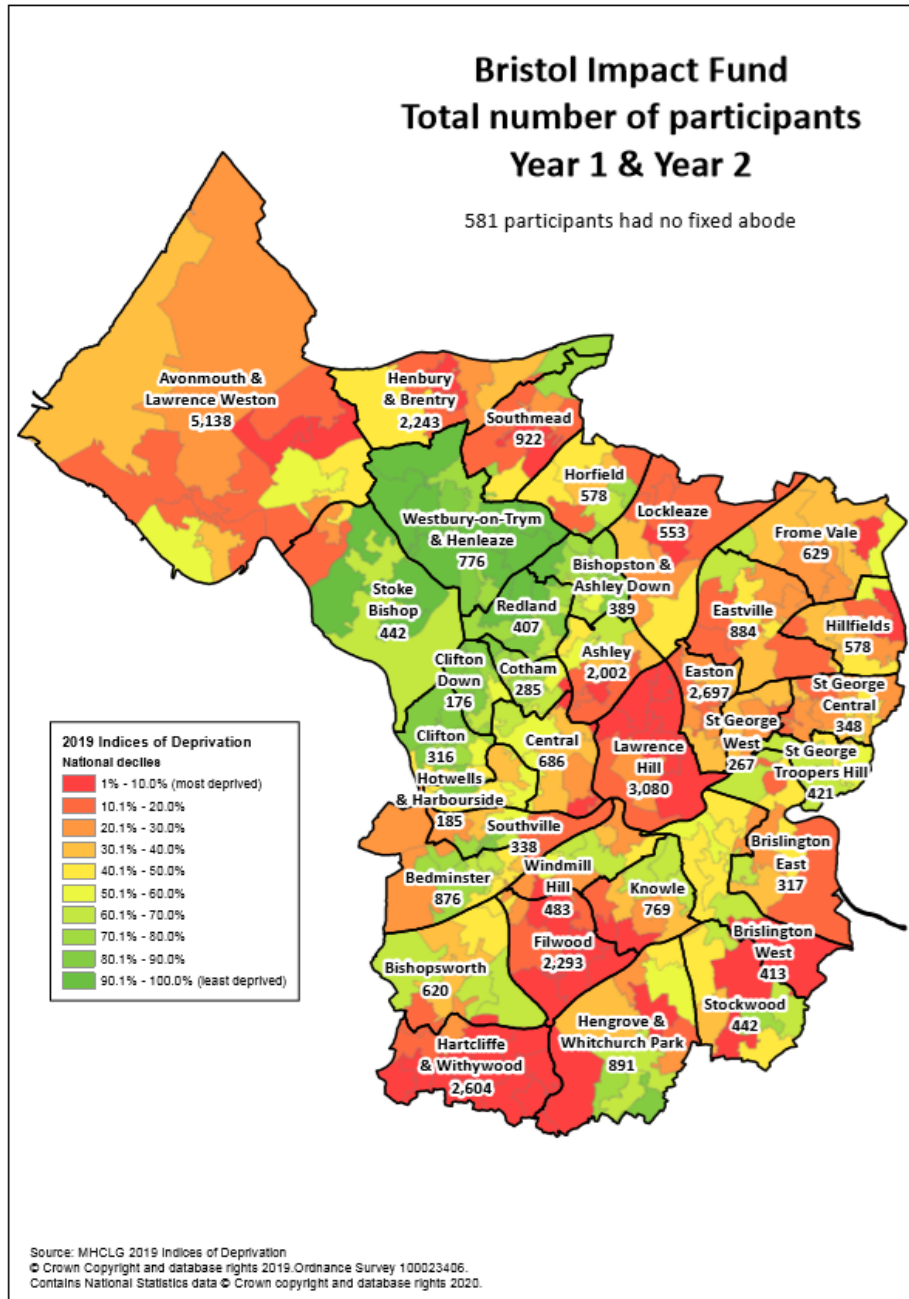 Bristol Impact Fund
Total number of participants
Year 1 & Year 2
581 participants had no fixed abode
Avonmouth &
Lawrence Weston
5,138
Henbury
& Brentry
2,243
Southmead
922
Horfield
578
Lockleaze
553
Frome Vale
629
Westbury-on-Trym
& Henleaze
776
Bishopston &
Ashley Down
389
Stoke
Bishop
442
Redland
407
Eastville
884
Hillfields
578
Clifton
Down
176
Cotham
285
Ashley
2,002
Easton
2,697
St George
Central
348
St George
West
267
St George
Troopers Hill
421
Clifton
316
Central
686
Lawrence
Hill
3,080
Hotwells
& Harbourside
185
Southville
338
Windmill
Hill
483
Bedminster
876
Knowle
769
Brislington
East
317
Filwood
2,293
Brislington
West
413
Bishopsworth
620
Stockwood
442
Hengrove &
Whitchurch Park
891
Hartcliffe
& Withywood
2,604
2019 Indices of Deprivation
National deciles
1% - 10.0% (most deprived)
10.1% - 20.0%
20.1% - 30.0%
30.1% - 40.0%
40.1% - 50.0%
50.1% - 60.0%
60.1% - 70.0%
70.1% - 80.0%
80.1% - 90.0%
90.1% - 100.0% (least deprived)
Source: MHCLG 2019 Indices of Deprivation
© Crown Copyright and database rights 2019.Ordnance Survey 100023406.
Contains National Statistics data © Crown copyright and database rights 2020.